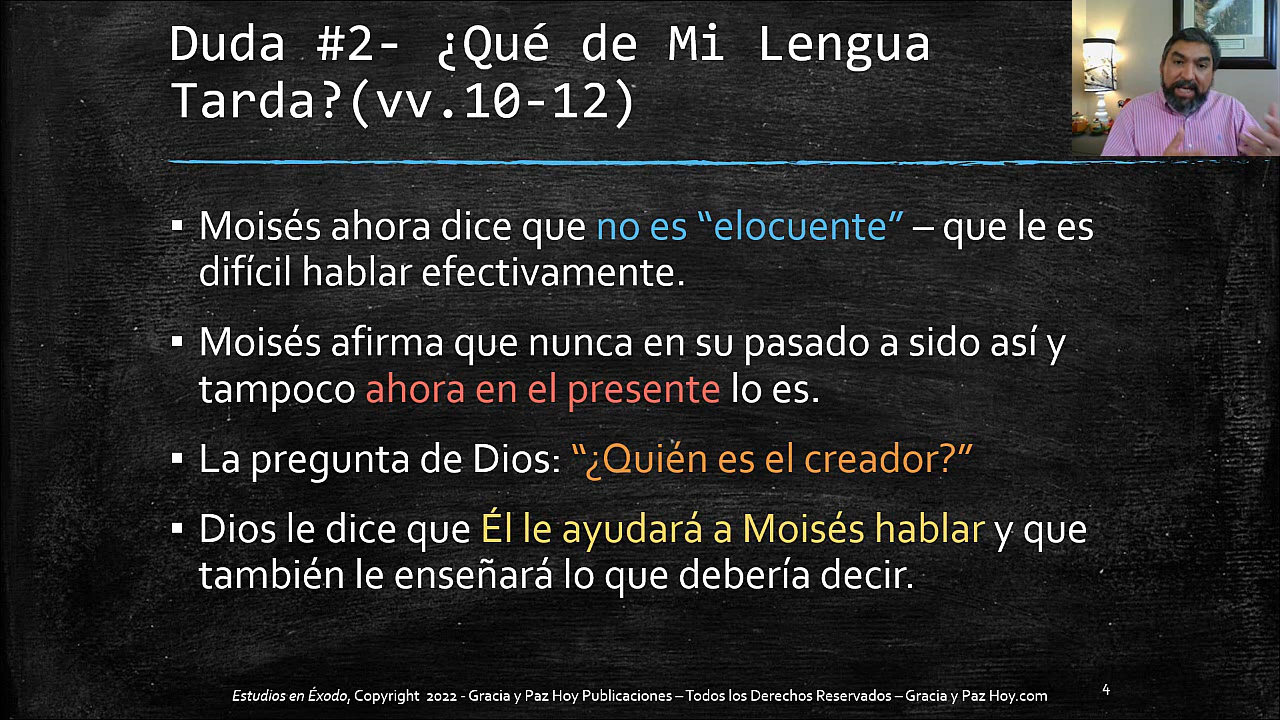 Duda #2- ¿Qué de Mi Lengua
Tarda?(vv.10-12)
▪ Moisés ahora dice que no es “elocuente” – que le es
difícil hablar efectivamente.
▪ Moisés afirma que nunca en su pasado a sido así y
tampoco ahora en el presente lo es.
▪ La pregunta de Dios: “¿Quién es el creador?”
▪ Dios le dice que Él le ayudará a Moisés hablar y que
también le enseñará lo que debería decir.
Estudios en Éxodo, Copyright 2022 - Gracia y Paz Hoy Publicaciones – Todos los Derechos Reservados – Gracia y Paz Hoy.com
4